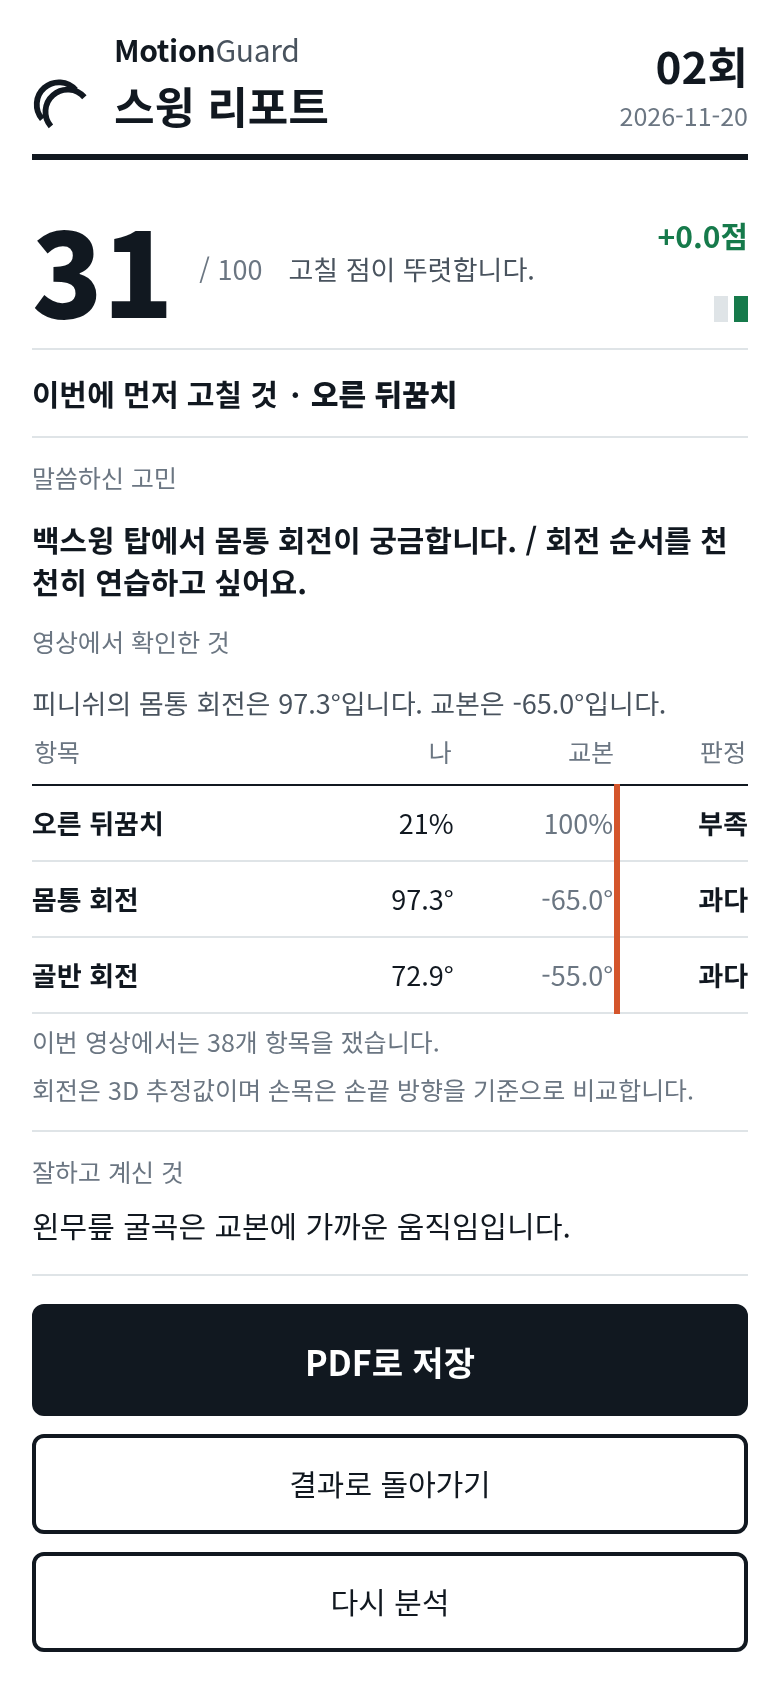 MotionGuard
스윙 리포트
02회
2026-11-20
31 / 100 고칠 점이 뚜렷합니다.
+0.0점
이번에 먼저 고칠 것 · 오른 뒤꿈치
말씀하신 고민
백스윙 탑에서 몸통 회전이 궁금합니다. / 회전 순서를 천
천히 연습하고 싶어요.
영상에서 확인한 것
피니쉬의 몸통 회전은 97.3°입니다. 교본은 -65.0°입니다.
항목 나 교본 판정
오른 뒤꿈치 21% 100% 부족
몸통 회전 97.3° -65.0° 과다
골반 회전 72.9° -55.0° 과다
이번 영상에서는 38개 항목을 쟀습니다.
회전은 3D 추정값이며 손목은 손끝 방향을 기준으로 비교합니다.
잘하고 계신 것
왼무릎 굴곡은 교본에 가까운 움직임입니다.
PDF로 저장
결과로 돌아가기
다시 분석